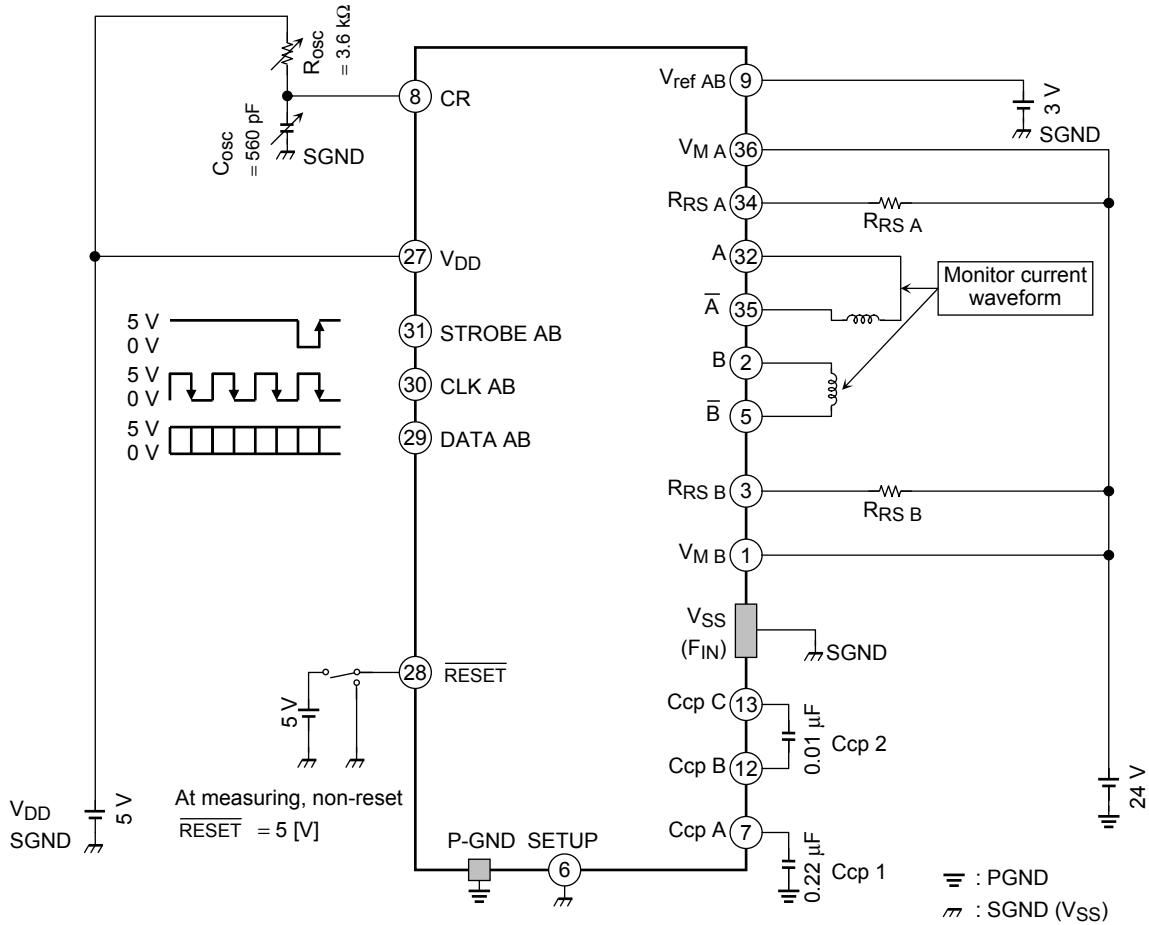 Rosc
= 3.6 kΩ
Cosc
= 560 pF
SGND
8 CR
Vref AB 9
3 V
SGND
VM A 36
RRS A 34
RRS A
27 VDD
A 32
Monitor current
waveform
A̅ 35
5 V
0 V
31 STROBE AB
B 2
5 V
0 V
30 CLK AB
B̅ 5
5 V
0 V
29 DATA AB
RRS B 3
RRS B
VM B 1
VSS
(FIN)
SGND
28 R̅E̅S̅E̅T̅
5 V
Ccp C 13
0.01 µF
Ccp 2
Ccp B 12
24 V
At measuring, non-reset
R̅E̅S̅E̅T̅ = 5 [V]
VDD
SGND
5 V
Ccp A 7
0.22 µF
Ccp 1
P-GND SETUP
6
: PGND
: SGND (VSS)